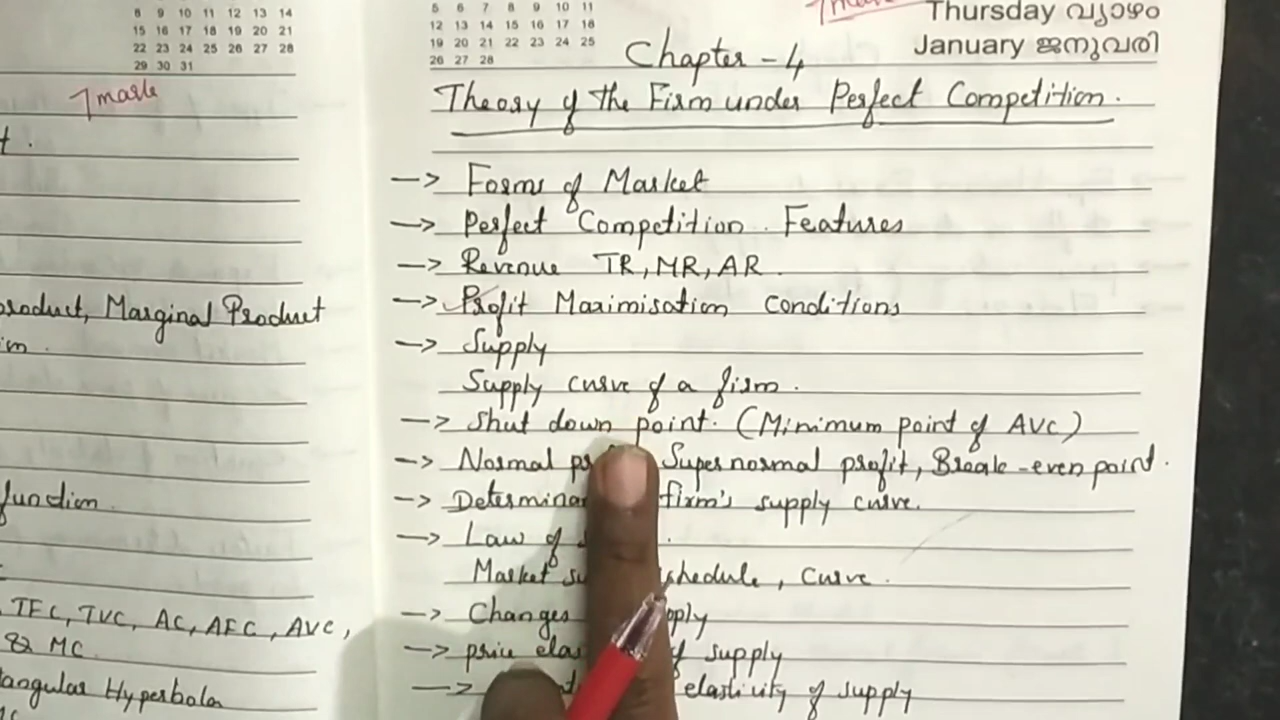 8 9 10 11 12 13 14
15 16 17 18 19 20 21
22 23 24 25 26 27 28
29 30 31
7 mark
t.
product, Marginal Product
function
TFC, TVC, AC, AFC, AVC,
& MC
angular Hyperbola
5 6 7 8 9 10 11
12 13 14 15 16 17 18
19 20 21 22 23 24 25
26 27 28
Thursday വ്യാഴം
January ജനുവരി
Chapter - 4
Theory of the Firm under Perfect Competition.
--> Forms of Market
--> Perfect Competition. Features
--> Revenue TR, MR, AR.
--> Profit Maximisation Conditions
--> Supply
Supply curve of a firm.
--> Shut down point. (Minimum point of AVC)
--> Normal Super normal profit, Break-even point.
--> firm's supply curve.
--> Law of
Market schedule, Curve.
--> Changes
--> price of supply
--> elasticity of supply